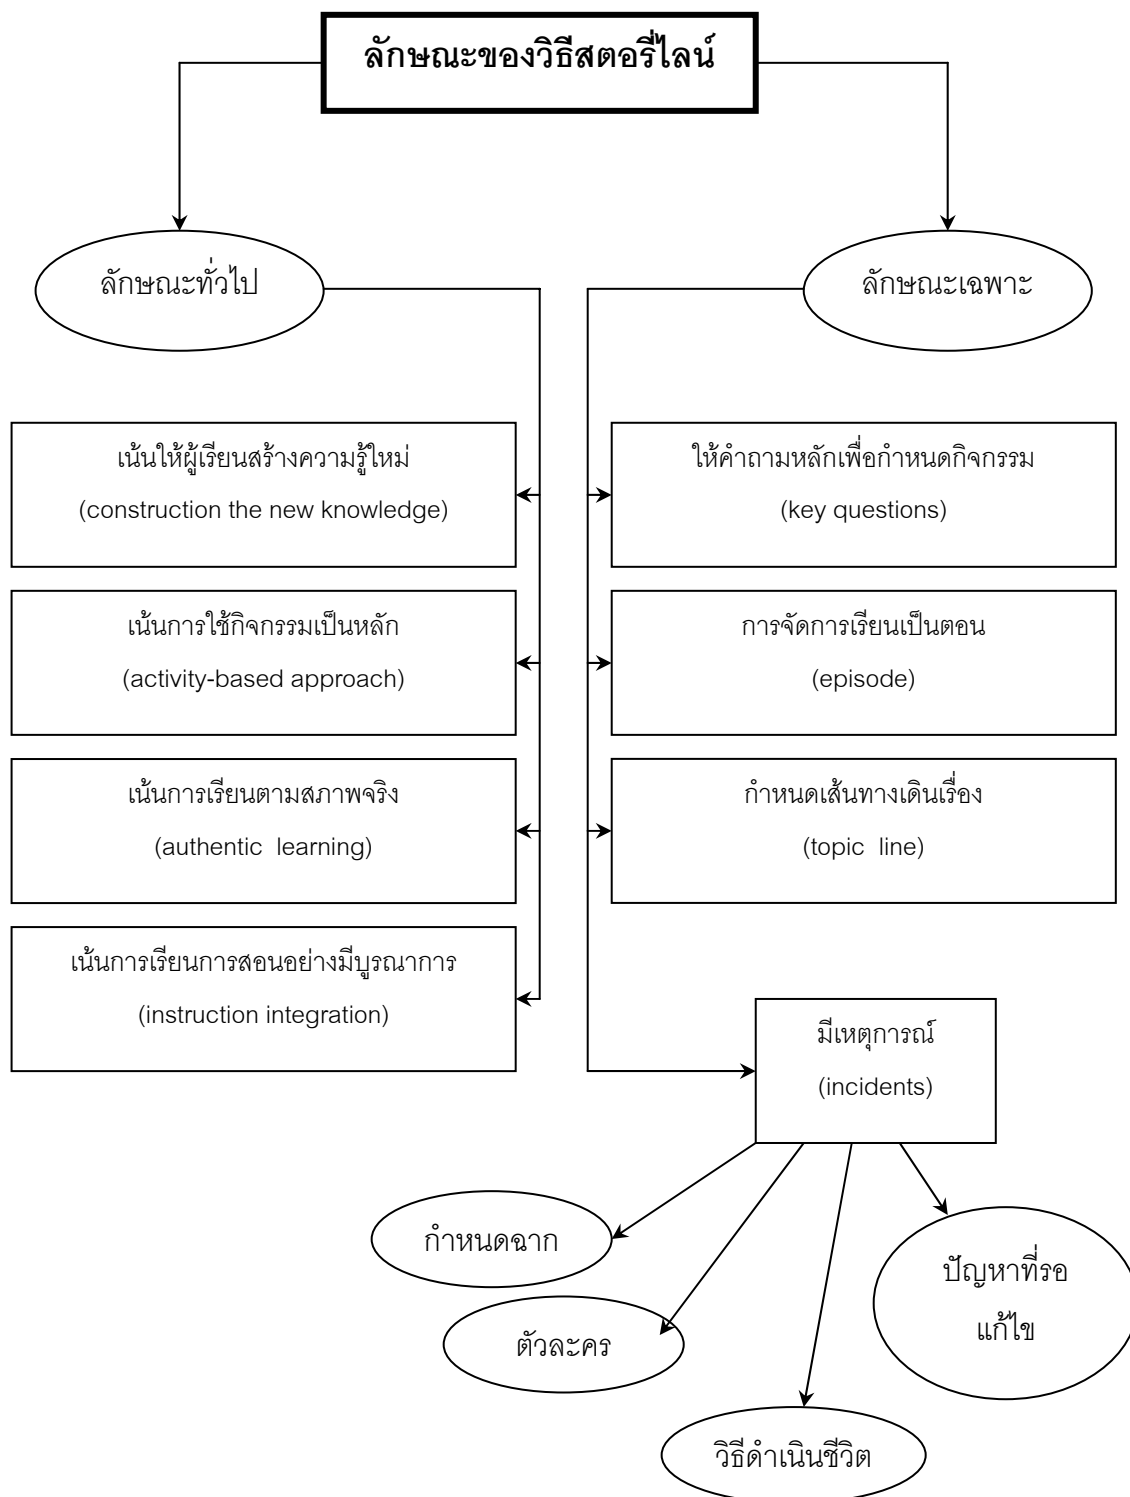 ลักษณะของวิธีสตอรี่ไลน์
ลักษณะทั่วไป
ลักษณะเฉพาะ
เน้นให้ผู้เรียนสร้างความรู้ใหม่
(construction the new knowledge)
เน้นการใช้กิจกรรมเป็นหลัก
(activity-based approach)
เน้นการเรียนตามสภาพจริง
(authentic learning)
เน้นการเรียนการสอนอย่างมีบูรณาการ
(instruction integration)
ให้คำถามหลักเพื่อกำหนดกิจกรรม
(key questions)
การจัดการเรียนเป็นตอน
(episode)
กำหนดเส้นทางเดินเรื่อง
(topic line)
มีเหตุการณ์
(incidents)
กำหนดฉาก
ตัวละคร
วิธีดำเนินชีวิต
ปัญหาที่รอ
แก้ไข